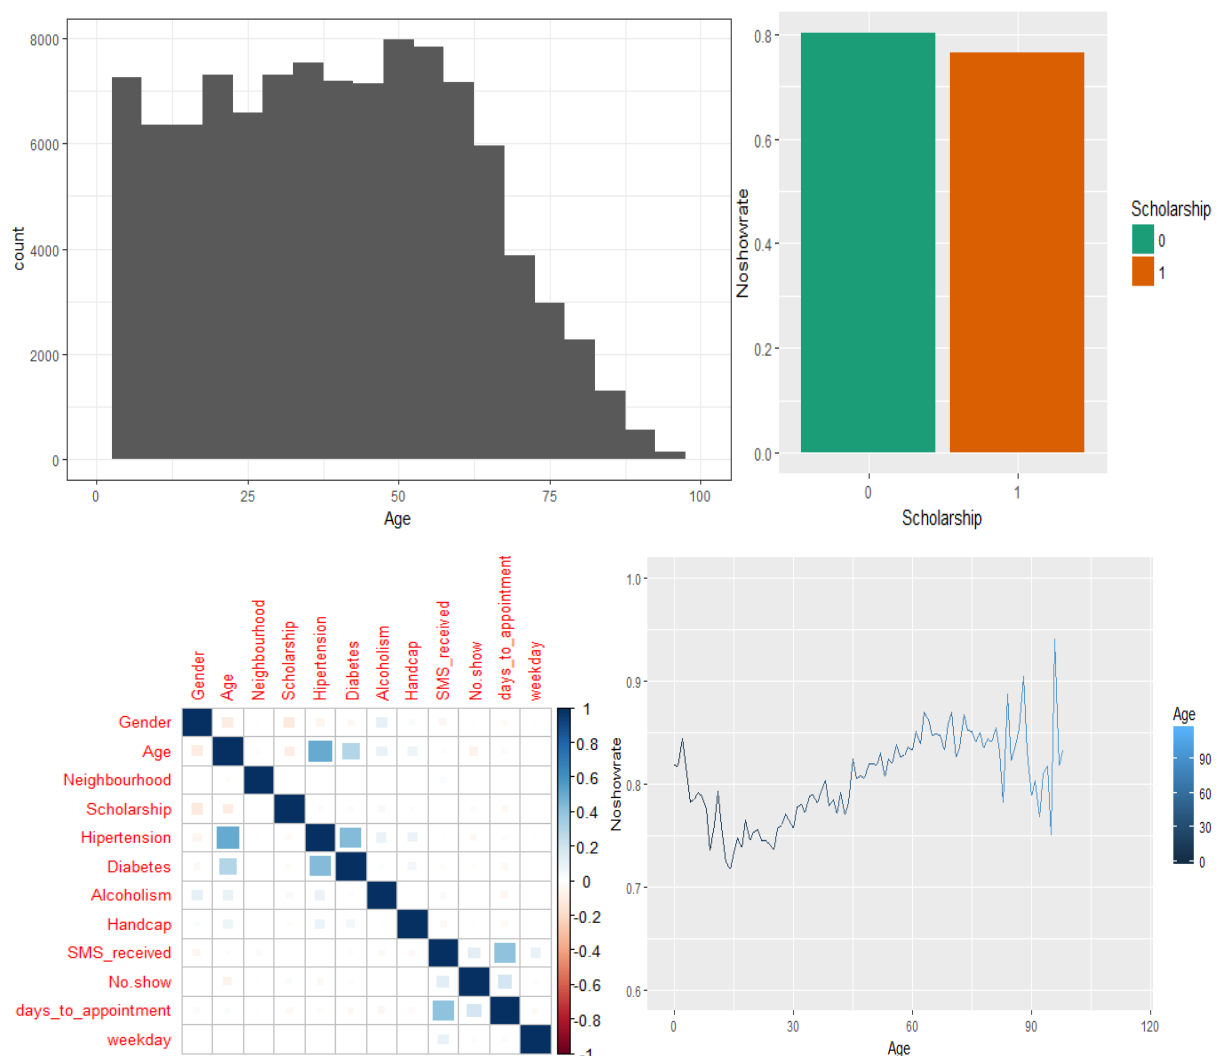 8000
6000
4000
2000
0
count
0
25
50
75
100
Age
0.8
0.6
0.4
0.2
0.0
Noshowrate
0
1
Scholarship
Scholarship
0
1
Gender
Age
Neighbourhood
Scholarship
Hipertension
Diabetes
Alcoholism
Handcap
SMS_received
No.show
days_to_appointment
weekday
Gender
Age
Neighbourhood
Scholarship
Hipertension
Diabetes
Alcoholism
Handcap
SMS_received
No.show
days_to_appointment
weekday
1
0.8
0.6
0.4
0.2
0
-0.2
-0.4
-0.6
-0.8
-1
1.0
0.9
0.8
0.7
0.6
Noshowrate
0
30
60
90
120
Age
Age
90
60
30
0